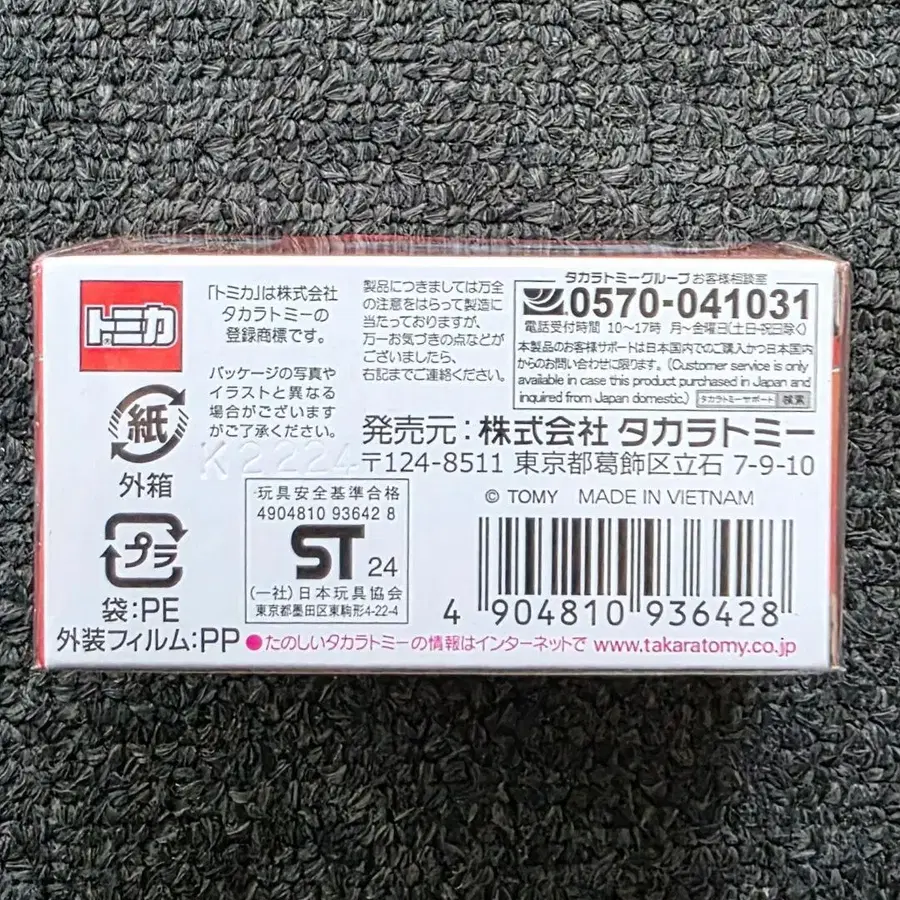 トミカ®
「トミカ」は株式会社
タカラトミーの
登録商標です。
パッケージの写真や
イラストと異なる
場合がございます
がご了承ください。
製品につきましては万全
の注意をはらって製造に
当たっておりますが、
万一お気づきの点などが
ございましたら、
右記までご連絡ください。
タカラトミーグループ お客様相談室
0570-041031
電話受付時間 10〜17時 月〜金曜日(土日・祝日除く)
本製品のお客様サポートは日本国内でのご購入かつ日本国内
からのお問い合わせに限ります。(Customer service is only
available in case this product purchased in Japan and
inquired from Japan domestic.) タカラトミーサポート 検索
発売元:株式会社 タカラトミー
〒124-8511 東京都葛飾区立石 7-9-10
K2224
© TOMY MADE IN VIETNAM
紙
外箱
プラ
袋:PE
外装フィルム:PP
玩具安全基準合格
4904810 93642 8
ST 24
(一社)日本玩具協会
東京都墨田区東駒形4-22-4
4 904810 936428
●たのしいタカラトミーの情報はインターネットで www.takaratomy.co.jp